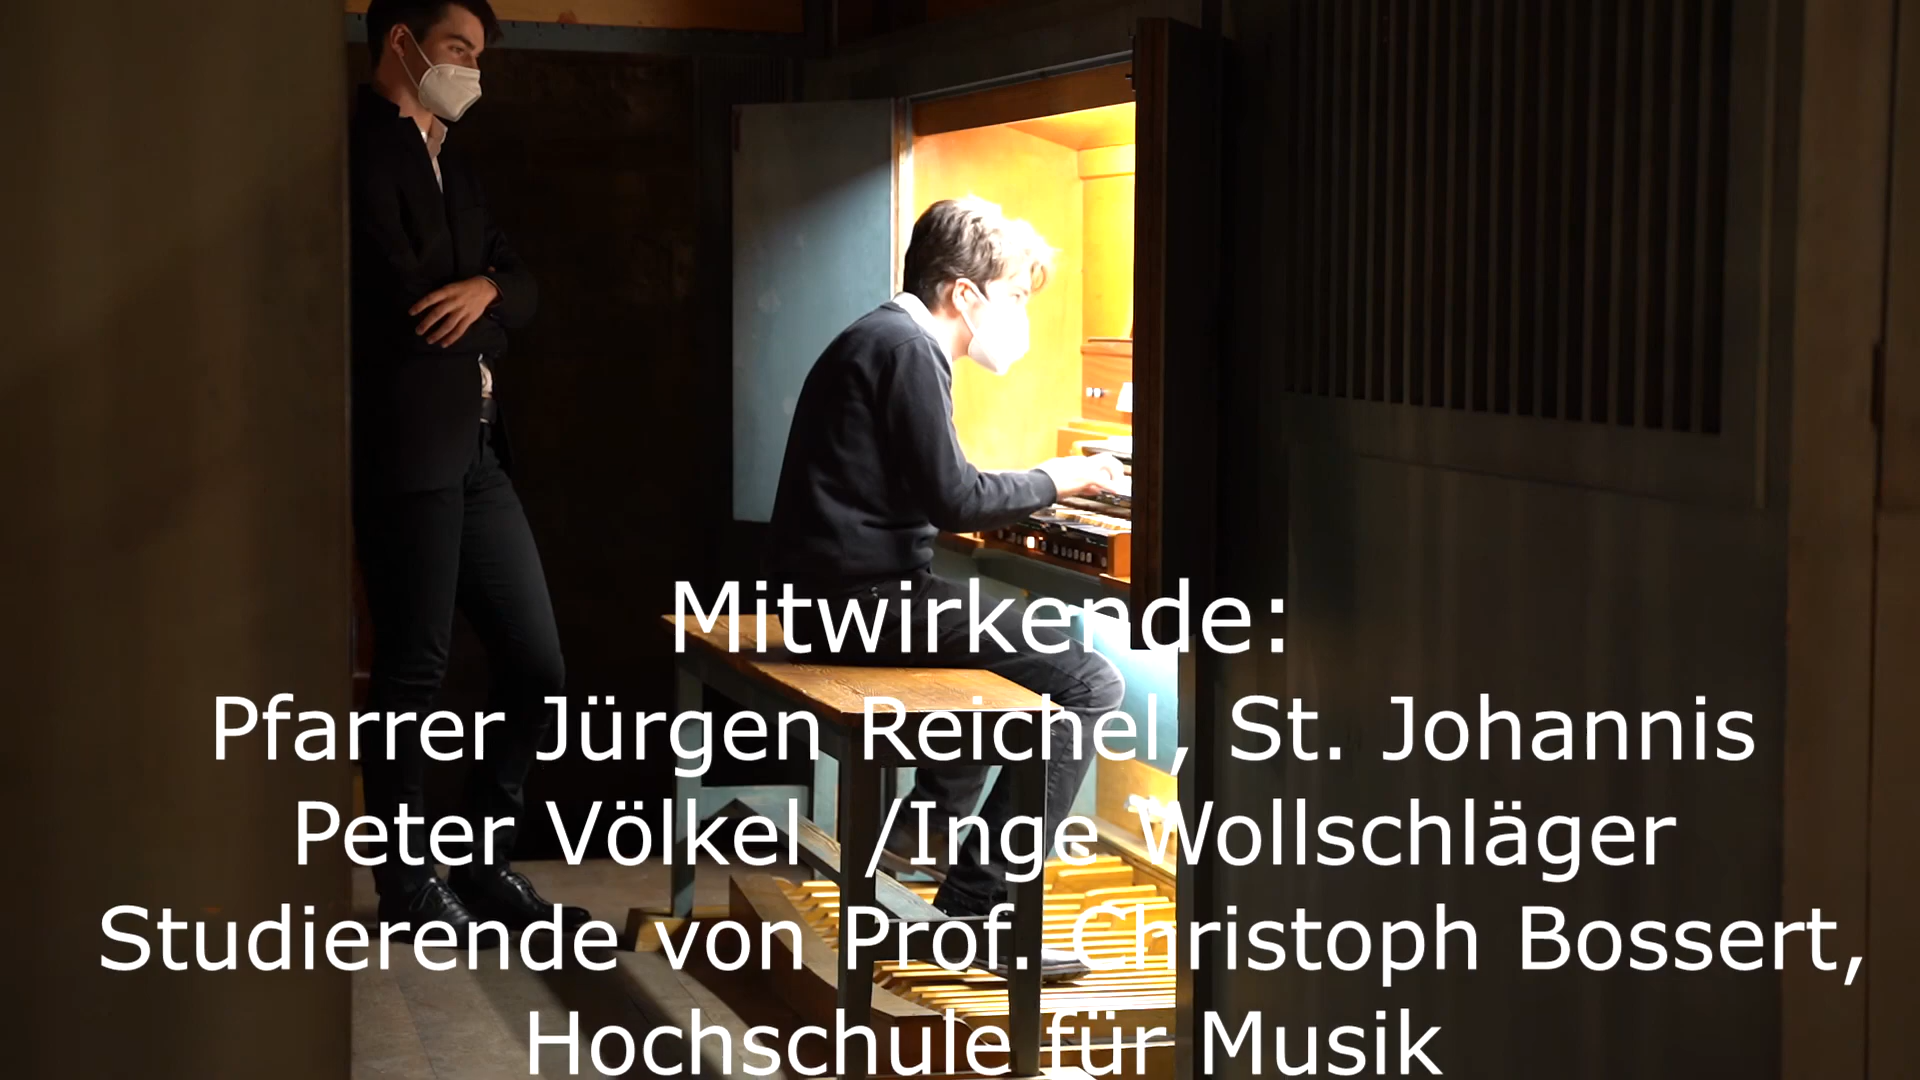 Mitwirkende:
Pfarrer Jürgen Reichel, St. Johannis
Peter Völkel /Inge Wollschläger
Studierende von Prof. Christoph Bossert,
Hochschule für Musik